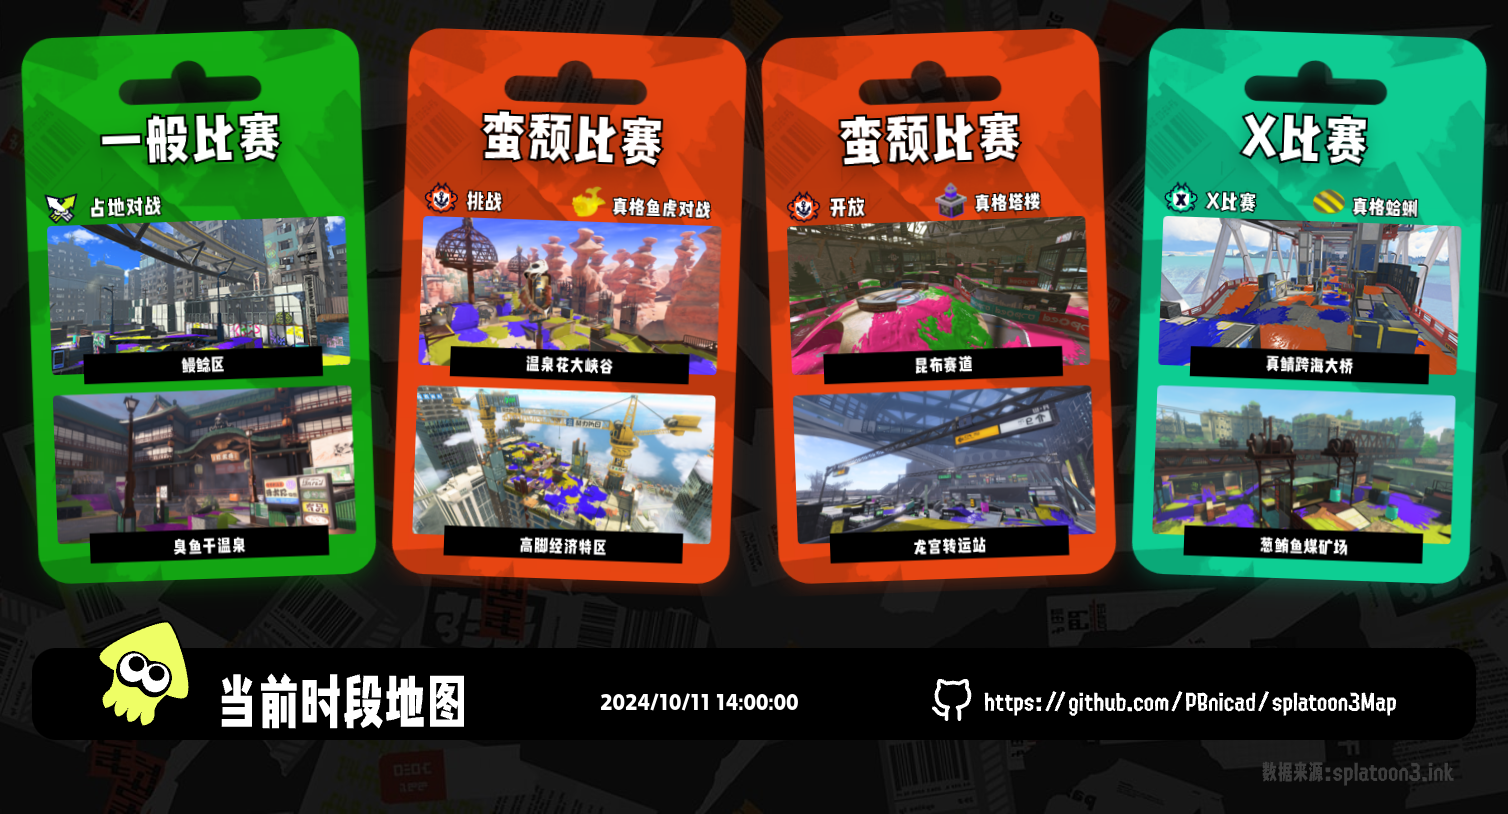 一般比赛
占地对战
鳗鲶区
臭鱼干温泉
蛮颓比赛
挑战
真格鱼虎对战
温泉花大峡谷
高脚经济特区
蛮颓比赛
开放
真格塔楼
昆布赛道
龙宫转运站
X比赛
X比赛
真格蛤蜊
真鲭跨海大桥
葱鲔鱼煤矿场
当前时段地图
2024/10/11 14:00:00
https://github.com/PBnicad/splatoon3Map
数据来源:splatoon3.ink